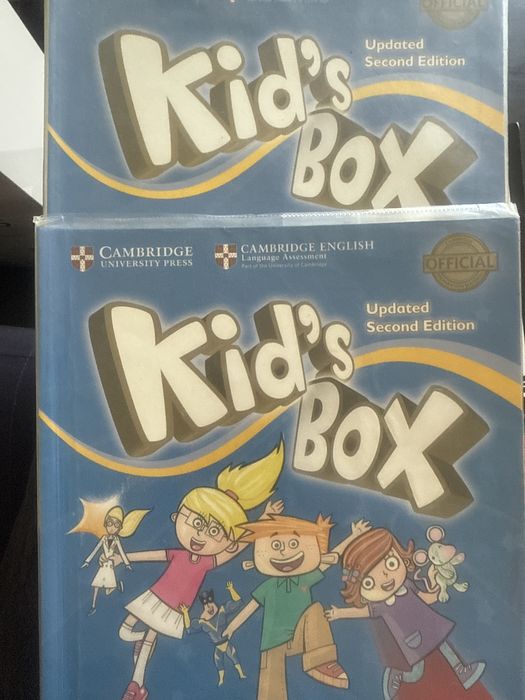 OFFICIAL
Updated
Second Edition
Kid's
BOX
CAMBRIDGE
UNIVERSITY PRESS
CAMBRIDGE ENGLISH
Language Assessment
Part of the University of Cambridge
OFFICIAL
Updated
Second Edition
Kid's
BOX